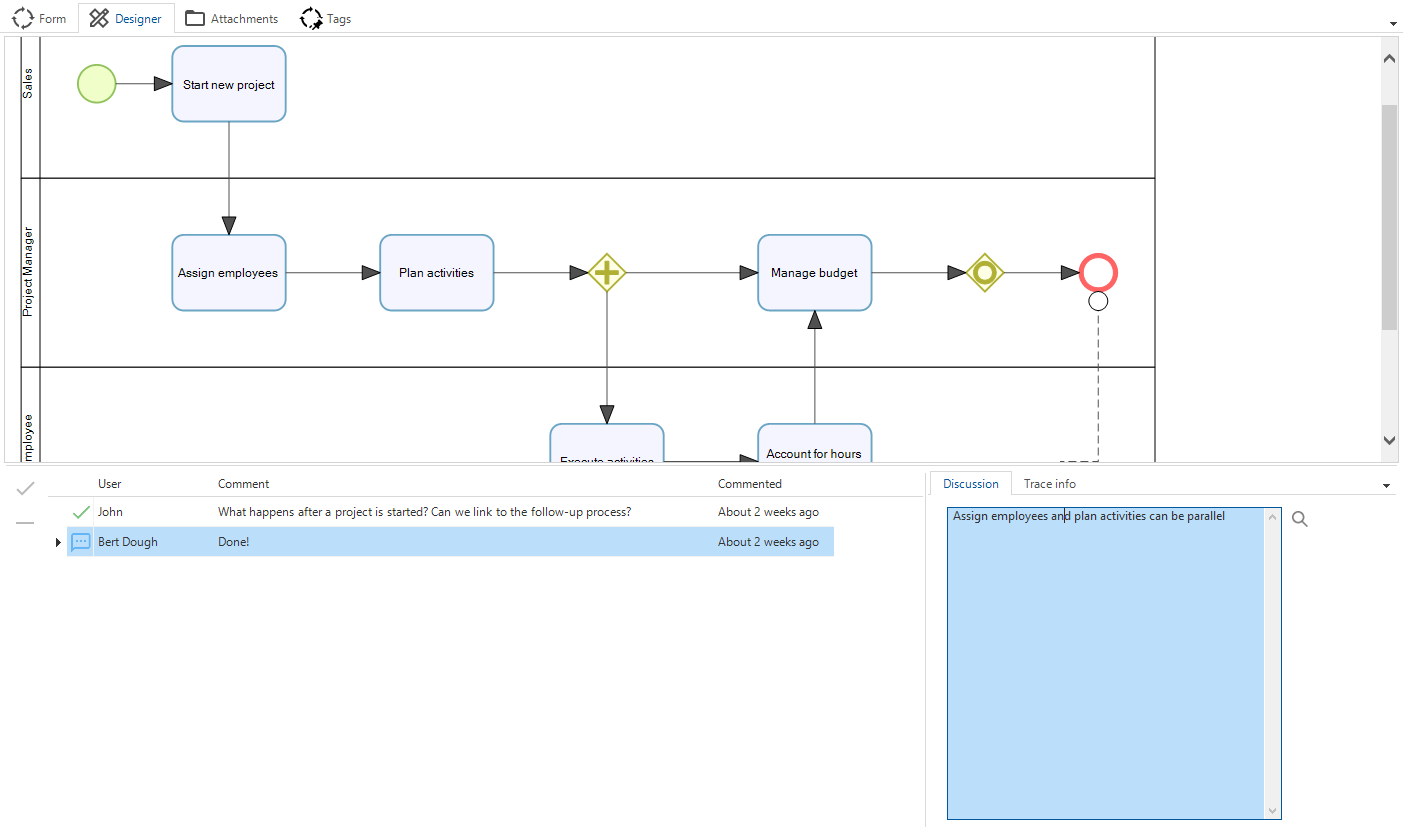 Form Designer Attachments Tags
Sales
Start new project
Project Manager
Assign employees
Plan activities
Manage budget
mployee
Execute activities
Account for hours
User Comment Commented
John What happens after a project is started? Can we link to the follow-up process? About 2 weeks ago
Bert Dough Done! About 2 weeks ago
Discussion Trace info
Assign employees and plan activities can be parallel